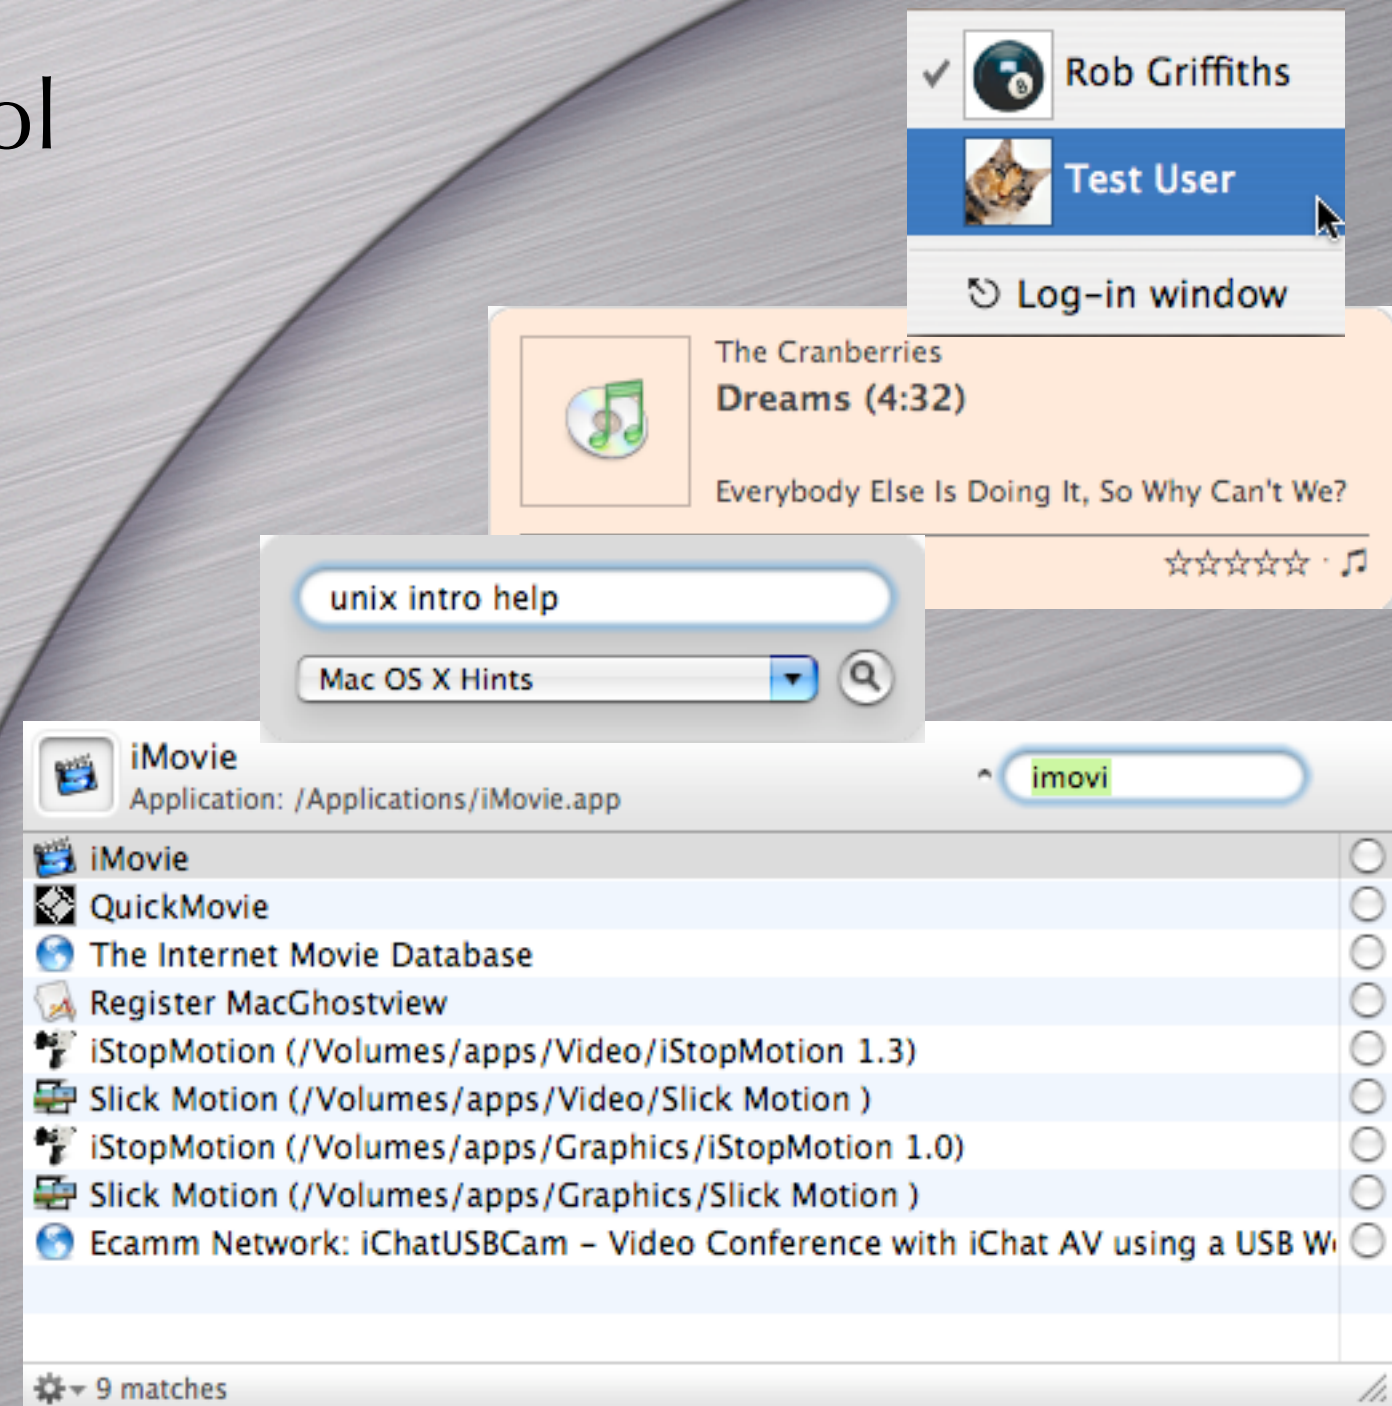 ol
Rob Griffiths
Test User
Log-in window
The Cranberries
Dreams (4:32)
Everybody Else Is Doing It, So Why Can't We?
unix intro help
Mac OS X Hints
iMovie
Application: /Applications/iMovie.app
imovi
iMovie
QuickMovie
The Internet Movie Database
Register MacGhostview
iStopMotion (/Volumes/apps/Video/iStopMotion 1.3)
Slick Motion (/Volumes/apps/Video/Slick Motion )
iStopMotion (/Volumes/apps/Graphics/iStopMotion 1.0)
Slick Motion (/Volumes/apps/Graphics/Slick Motion )
Ecamm Network: iChatUSBCam – Video Conference with iChat AV using a USB
9 matches